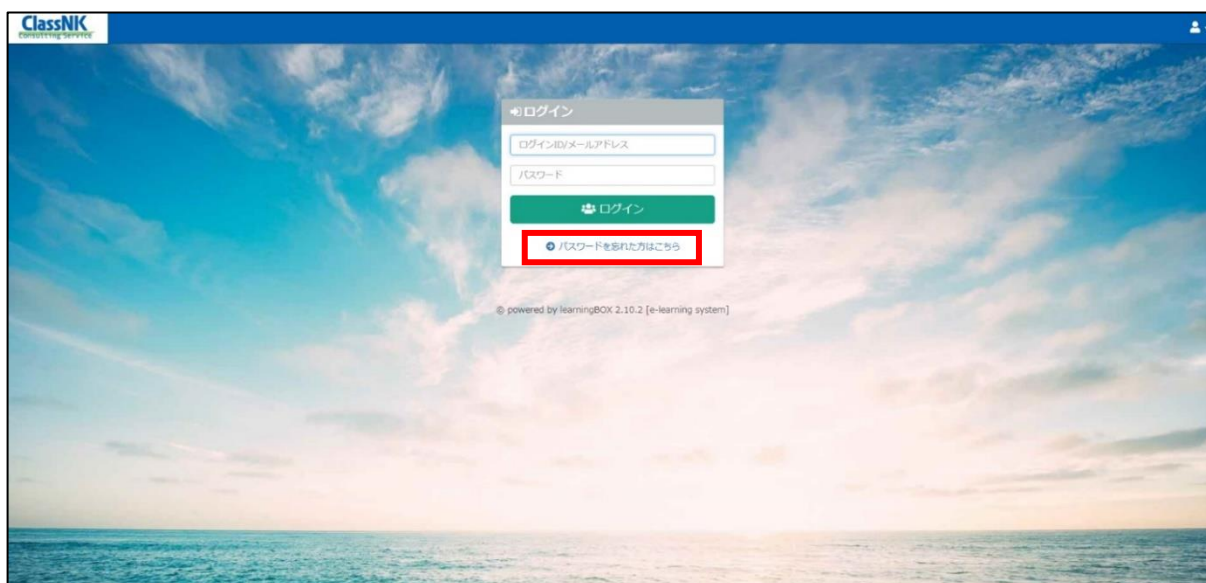 ClassNK
Consulting Service
ログイン
ログインID/メールアドレス
パスワード
ログイン
パスワードを忘れた方はこちら
© powered by learningBOX 2.10.2 [e-learning system]